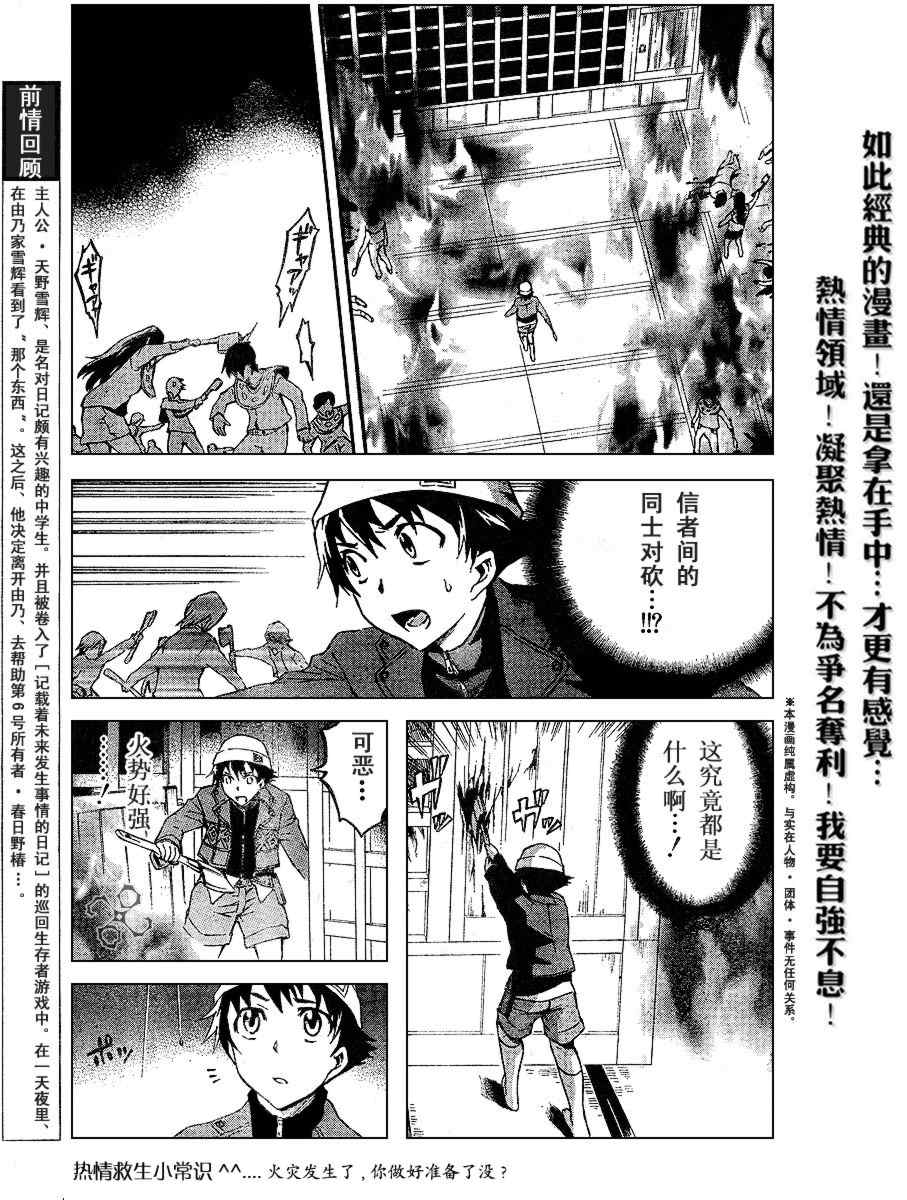 如此經典的漫畫！還是拿在手中…才更有感覺…
熱情領域！凝聚熱情！不為爭名奪利！我要自強不息！
※本漫画纯属虚构。与实在人物・团体・事件无任何关系。
ギャアッ
ギャアッ
信者间的
同士对砍…
!!?
这究竟都是
什么啊…！
ガッ
ガッ
可恶…
火势好强、
…！
ポッ…
前情回顾
主人公・天野雪辉、是名对日记颇有兴趣的中学生。并且被卷入了［记载着未来发生事情的日记］的巡回生存者游戏中。在一天夜里、
在由乃家雪辉看到了“那个东西”。这之后、他决定离开由乃、去帮助第6号所有者・春日野椿…。
热情救生小常识 ^^.... 火灾发生了，你做好准备了没？